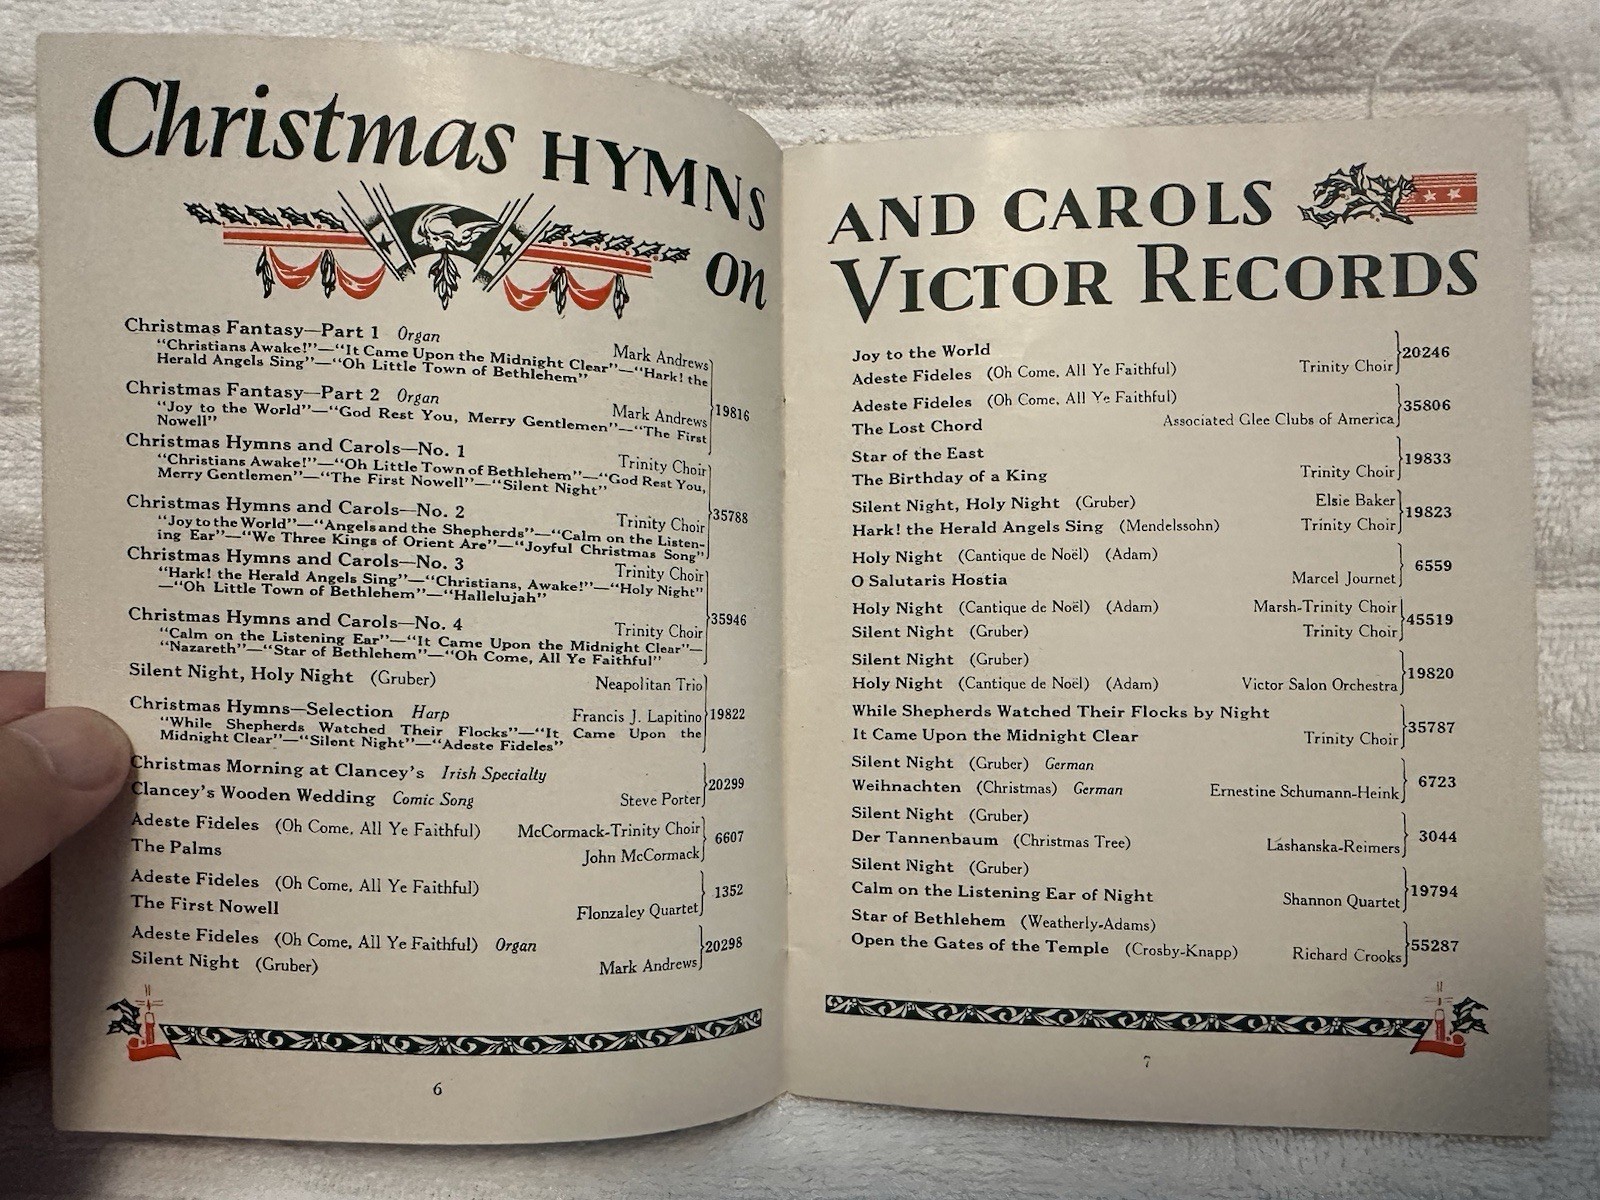 Christmas HYMNS
on
Christmas Fantasy—Part 1 Organ Mark Andrews
"Christians Awake!"—"It Came Upon the Midnight Clear"—"Hark! the
Herald Angels Sing"—"Oh Little Town of Bethlehem"
Christmas Fantasy—Part 2 Organ Mark Andrews 19816
"Joy to the World"—"God Rest You, Merry Gentlemen"—"The First
Nowell"
Christmas Hymns and Carols—No. 1 Trinity Choir
"Christians Awake!"—"Oh Little Town of Bethlehem"—"God Rest You,
Merry Gentlemen"—"The First Nowell"—"Silent Night"
Christmas Hymns and Carols—No. 2 Trinity Choir 35788
"Joy to the World"—"Angels and the Shepherds"—"Calm on the Listen-
ing Ear"—"We Three Kings of Orient Are"—"Joyful Christmas Song"
Christmas Hymns and Carols—No. 3 Trinity Choir
"Hark! the Herald Angels Sing"—"Christians, Awake!"—"Holy Night"
—"Oh Little Town of Bethlehem"—"Hallelujah"
Christmas Hymns and Carols—No. 4 Trinity Choir 35946
"Calm on the Listening Ear"—"It Came Upon the Midnight Clear"—
"Nazareth"—"Star of Bethlehem"—"Oh Come, All Ye Faithful"
Silent Night, Holy Night (Gruber) Neapolitan Trio
Christmas Hymns—Selection Harp Francis J. Lapitino 19822
"While Shepherds Watched Their Flocks"—"It Came Upon the
Midnight Clear"—"Silent Night"—"Adeste Fideles"
Christmas Morning at Clancey's Irish Specialty
Clancey's Wooden Wedding Comic Song Steve Porter 20299
Adeste Fideles (Oh Come, All Ye Faithful) McCormack-Trinity Choir
The Palms John McCormack 6607
Adeste Fideles (Oh Come, All Ye Faithful)
The First Nowell Flonzaley Quartet 1352
Adeste Fideles (Oh Come, All Ye Faithful) Organ
Silent Night (Gruber) Mark Andrews 20298
6
AND CAROLS
VICTOR RECORDS
Joy to the World
Adeste Fideles (Oh Come, All Ye Faithful) Trinity Choir 20246
Adeste Fideles (Oh Come, All Ye Faithful)
The Lost Chord Associated Glee Clubs of America 35806
Star of the East
The Birthday of a King Trinity Choir 19833
Silent Night, Holy Night (Gruber) Elsie Baker
Hark! the Herald Angels Sing (Mendelssohn) Trinity Choir 19823
Holy Night (Cantique de Noël) (Adam)
O Salutaris Hostia Marcel Journet 6559
Holy Night (Cantique de Noël) (Adam) Marsh-Trinity Choir
Silent Night (Gruber) Trinity Choir 45519
Silent Night (Gruber)
Holy Night (Cantique de Noël) (Adam) Victor Salon Orchestra 19820
While Shepherds Watched Their Flocks by Night
It Came Upon the Midnight Clear Trinity Choir 35787
Silent Night (Gruber) German
Weihnachten (Christmas) German Ernestine Schumann-Heink 6723
Silent Night (Gruber)
Der Tannenbaum (Christmas Tree) Lashanska-Reimers 3044
Silent Night (Gruber)
Calm on the Listening Ear of Night Shannon Quartet 19794
Star of Bethlehem (Weatherly-Adams)
Open the Gates of the Temple (Crosby-Knapp) Richard Crooks 55287
7